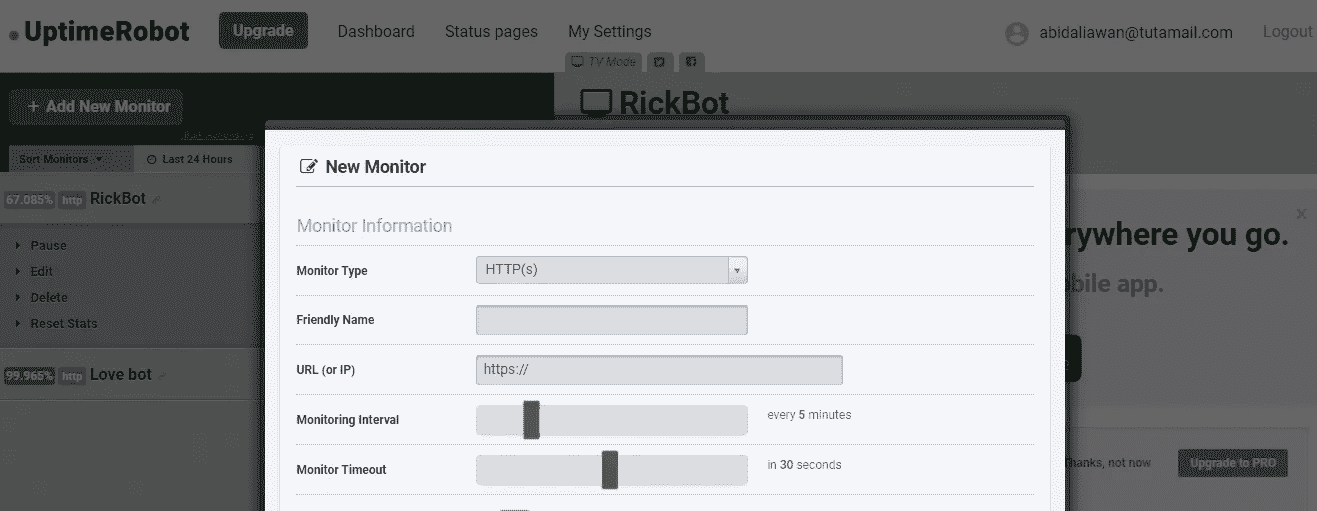 UptimeRobot Upgrade Dashboard Status pages My Settings abidaliawan@tutamail.com Logout
TV Mode
+ Add New Monitor
RickBot
Sort Monitors Last 24 Hours
67.085% http RickBot
Pause
Edit
Delete
Reset Stats
99.965% http Love bot
New Monitor
Monitor Information
Monitor Type HTTP(s)
Friendly Name
URL (or IP) https://
Monitoring Interval every 5 minutes
Monitor Timeout in 30 seconds
x
rywhere you go.
bile app.
Thanks, not now Upgrade to PRO